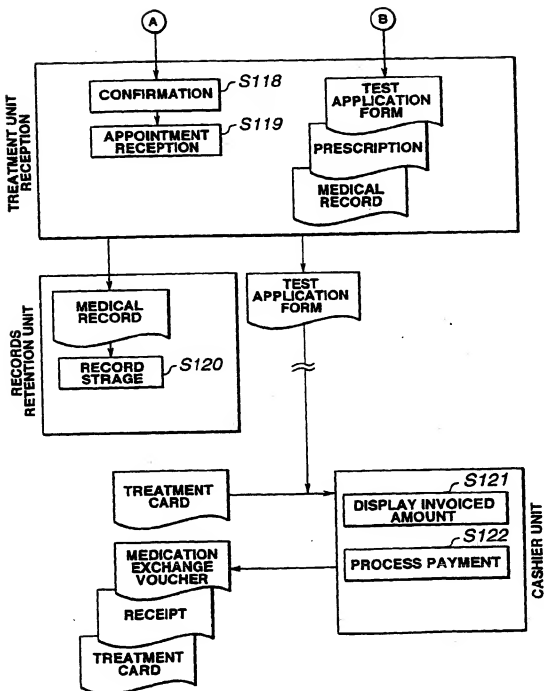 A
B
TREATMENT UNIT
RECEPTION
CONFIRMATION
S118
APPOINTMENT
RECEPTION
S119
TEST
APPLICATION
FORM
PRESCRIPTION
MEDICAL
RECORD
RECORDS
RETENTION UNIT
MEDICAL
RECORD
RECORD
STRAGE
S120
TEST
APPLICATION
FORM
TREATMENT
CARD
S121
DISPLAY INVOICED
AMOUNT
S122
PROCESS PAYMENT
CASHIER UNIT
MEDICATION
EXCHANGE
VOUCHER
RECEIPT
TREATMENT
CARD